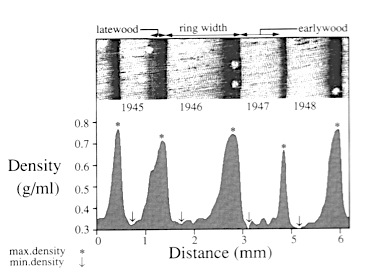 latewood ring width earlywood
1945 1946 1947 1948
0.8
0.7
0.6
0.5
0.4
0.3
Density
(g/ml)
0 1 2 3 4 5 6
Distance (mm)
max.density *
min.density ↓